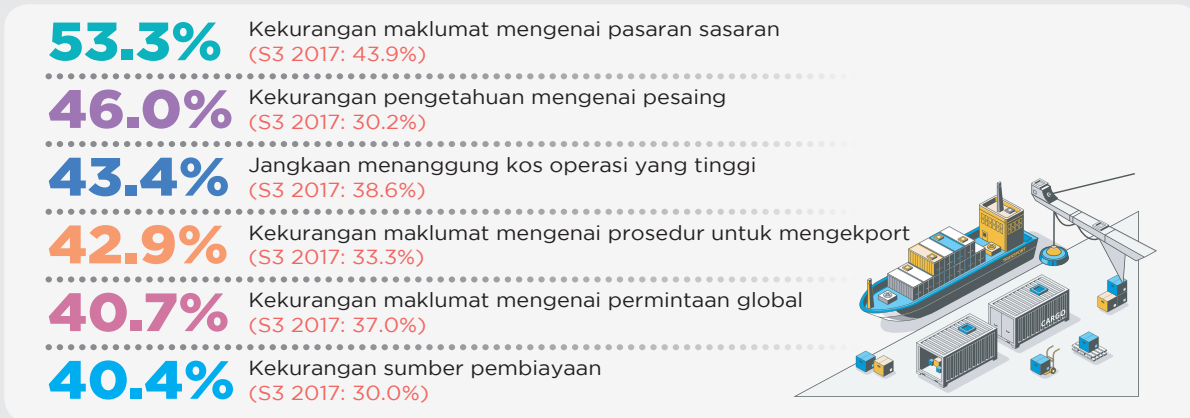 53.3%
Kekurangan maklumat mengenai pasaran sasaran
(S3 2017: 43.9%)
46.0%
Kekurangan pengetahuan mengenai pesaing
(S3 2017: 30.2%)
43.4%
Jangkaan menanggung kos operasi yang tinggi
(S3 2017: 38.6%)
42.9%
Kekurangan maklumat mengenai prosedur untuk mengekport
(S3 2017: 33.3%)
40.7%
Kekurangan maklumat mengenai permintaan global
(S3 2017: 37.0%)
40.4%
Kekurangan sumber pembiayaan
(S3 2017: 30.0%)
CARGO